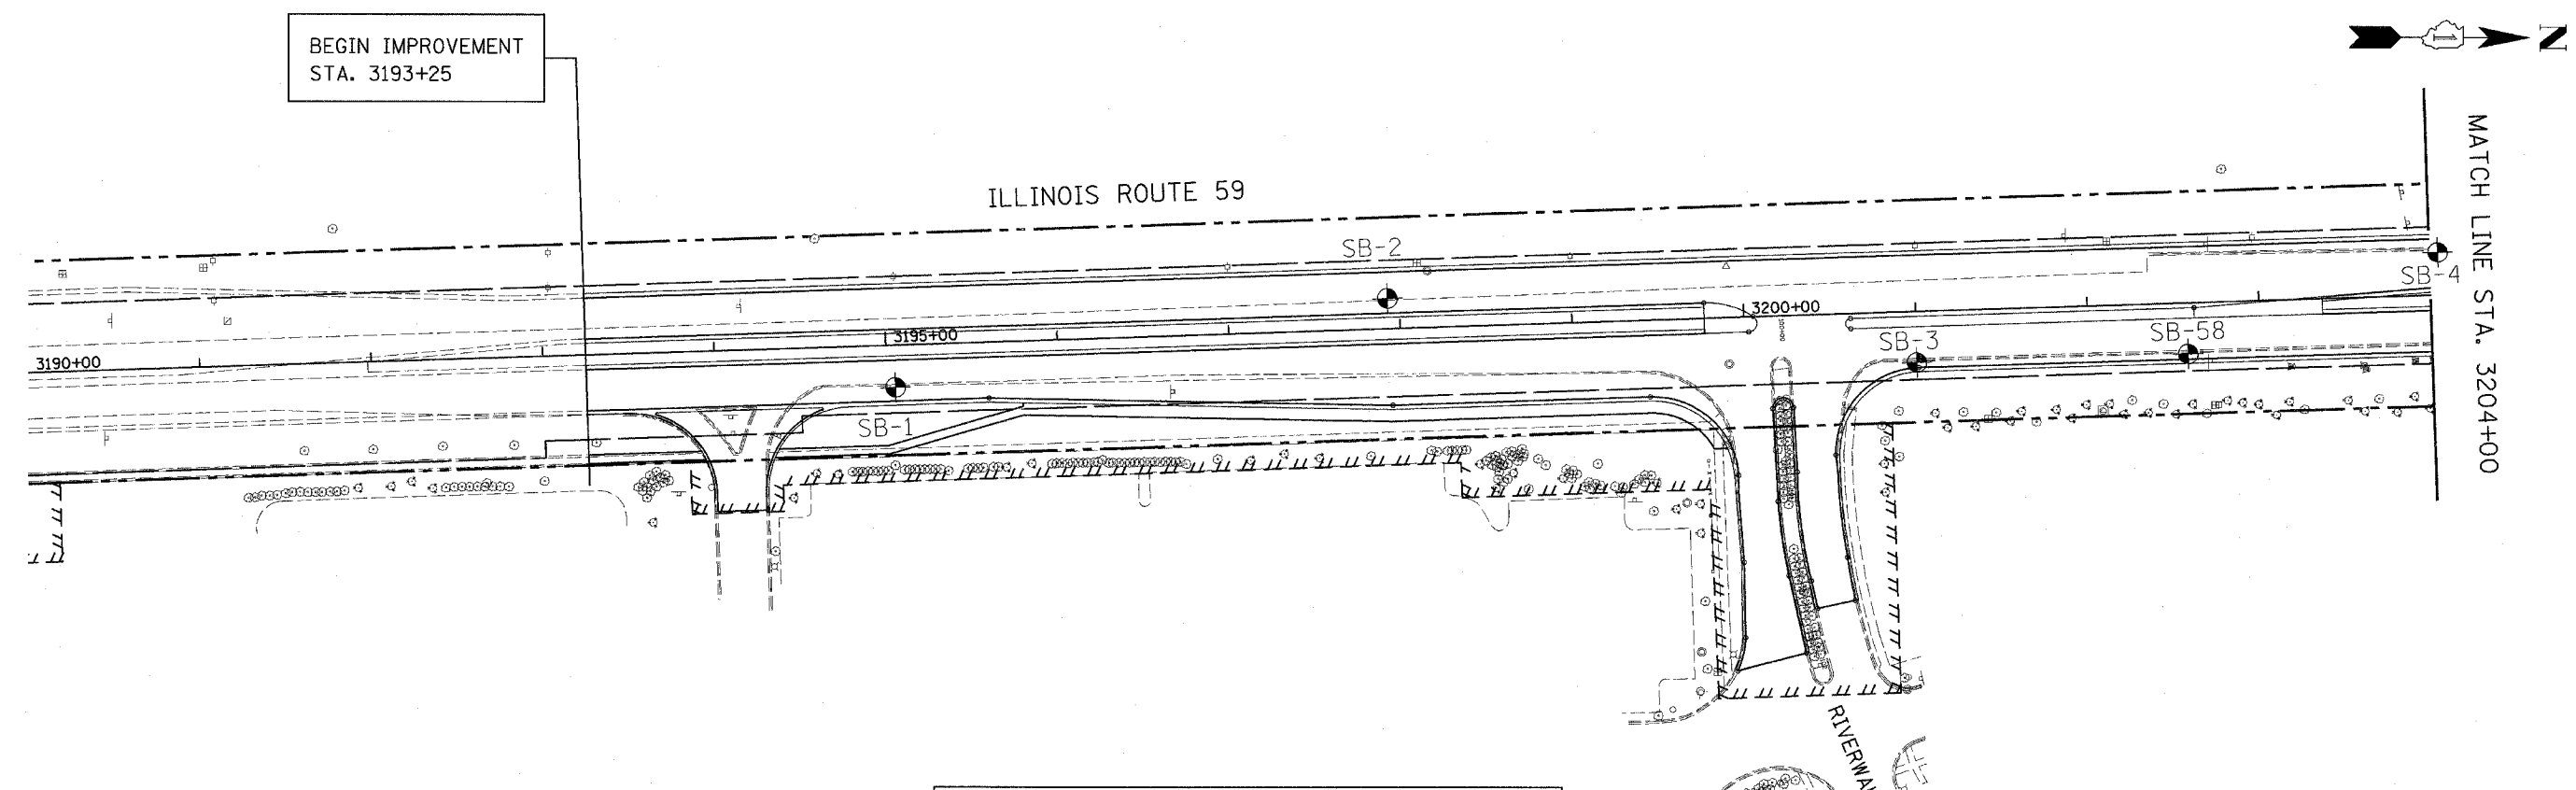 BEGIN IMPROVEMENT
STA. 3193+25
N
ILLINOIS ROUTE 59
MATCH LINE STA. 3204+00
SB-2
SB-4
3200+00
3195+00
SB-3
SB-58
3190+00
SB-1